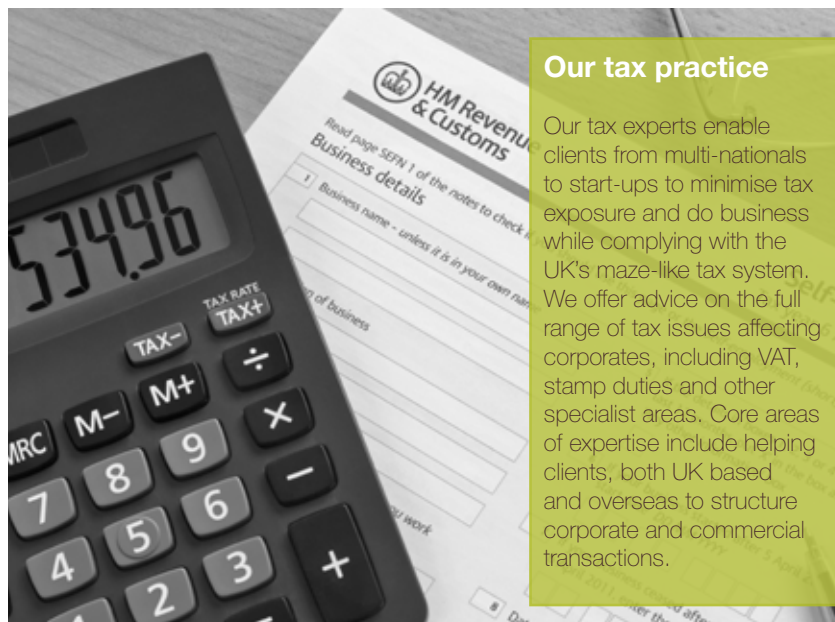 534.96
TAX RATE
TAX-
TAX+
÷
MRC
M-
M+
×
7
8
9
−
4
5
6
+
1
2
3
HM Revenue
& Customs
Read page SEFN 1 of the notes to check if
Business details
1 Business name - unless it is in your own name
of business
work
8
Our tax practice
Our tax experts enable
clients from multi-nationals
to start-ups to minimise tax
exposure and do business
while complying with the
UK's maze-like tax system.
We offer advice on the full
range of tax issues affecting
corporates, including VAT,
stamp duties and other
specialist areas. Core areas
of expertise include helping
clients, both UK based
and overseas to structure
corporate and commercial
transactions.